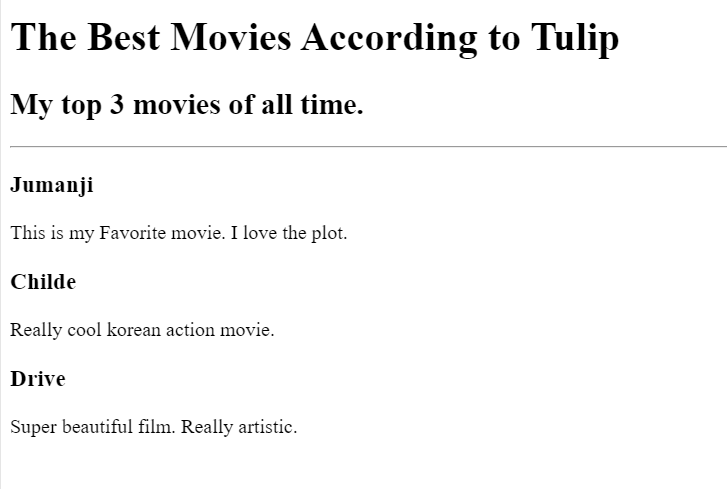 The Best Movies According to Tulip
My top 3 movies of all time.
Jumanji
This is my Favorite movie. I love the plot.
Childe
Really cool korean action movie.
Drive
Super beautiful film. Really artistic.